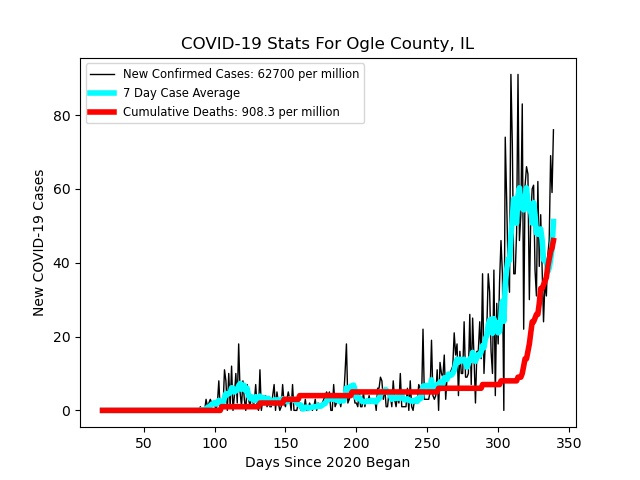 COVID-19 Stats For Ogle County, IL
New Confirmed Cases: 62700 per million
7 Day Case Average
Cumulative Deaths: 908.3 per million
New COVID-19 Cases
80
60
40
20
0
50 100 150 200 250 300 350
Days Since 2020 Began